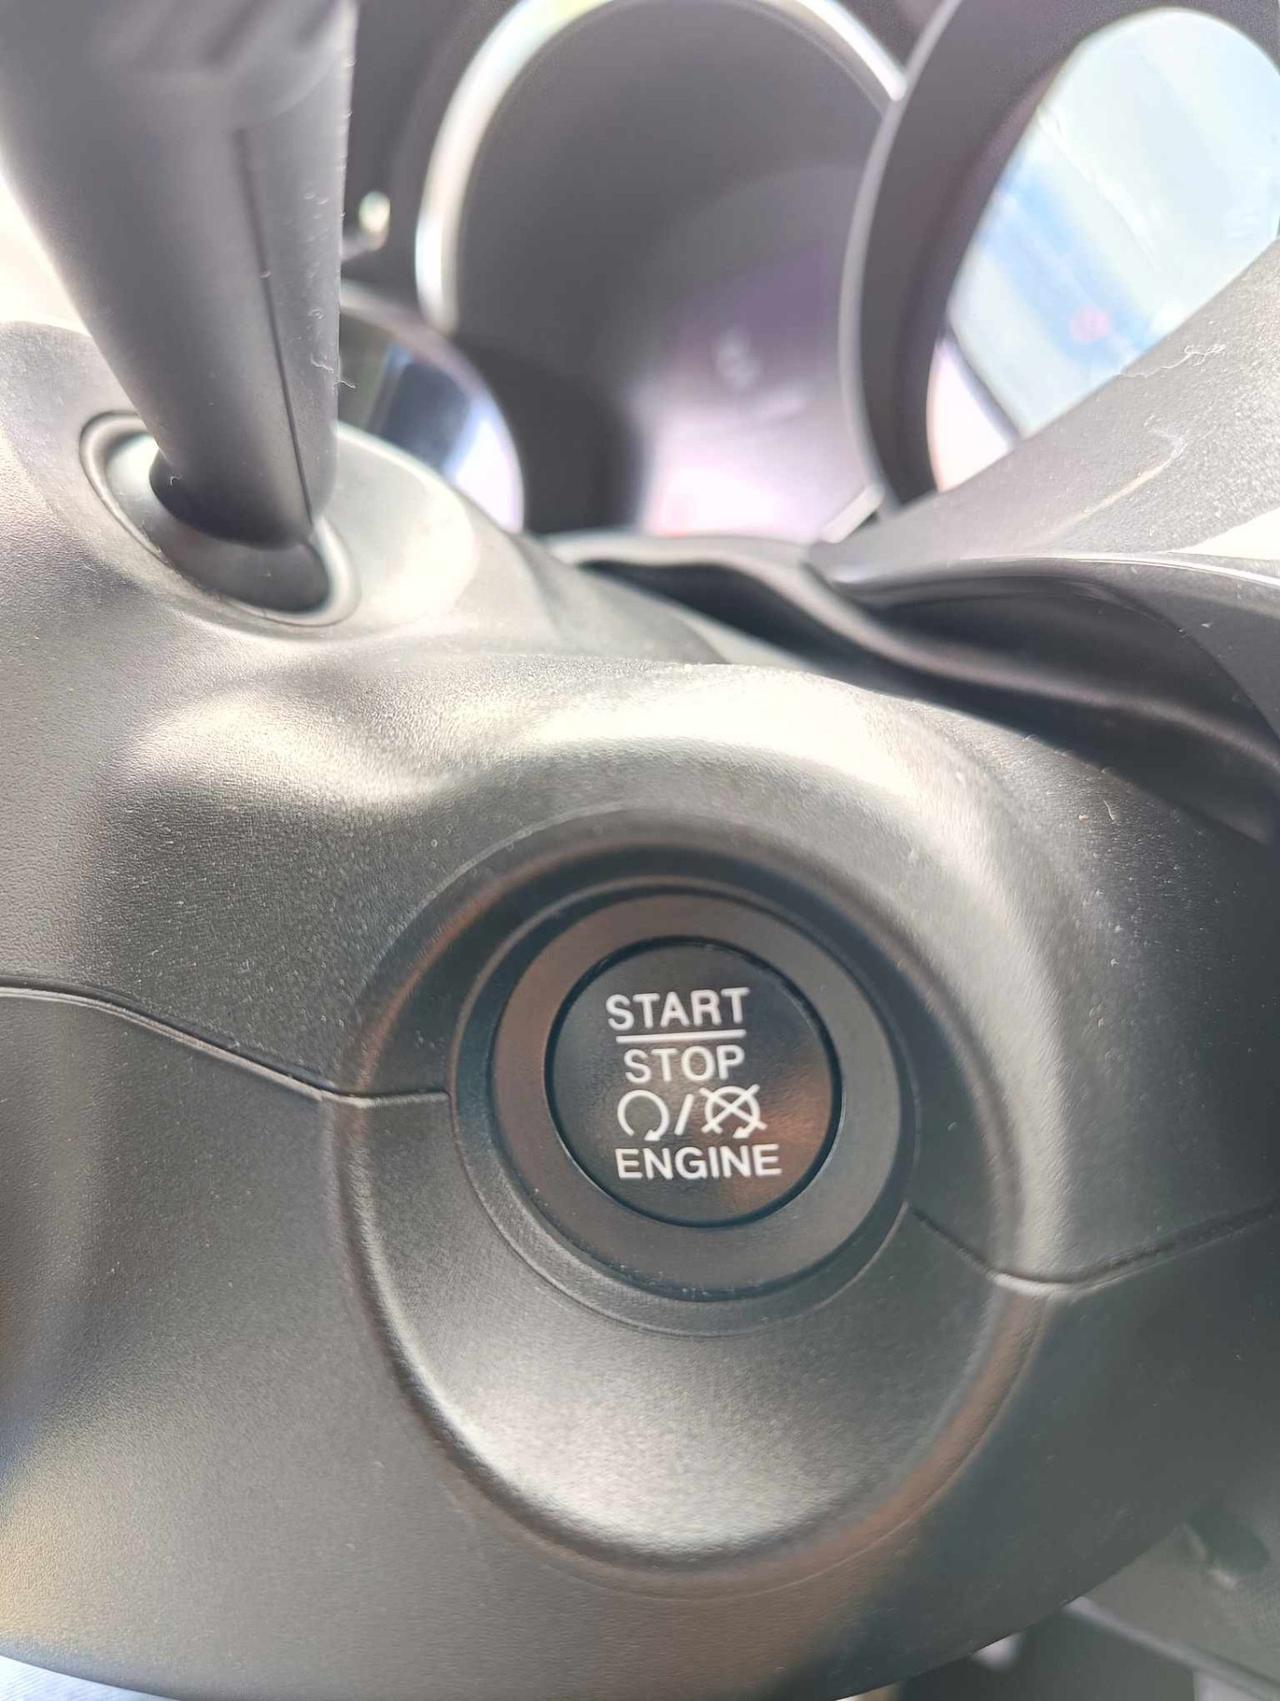 START
STOP
/
ENGINE